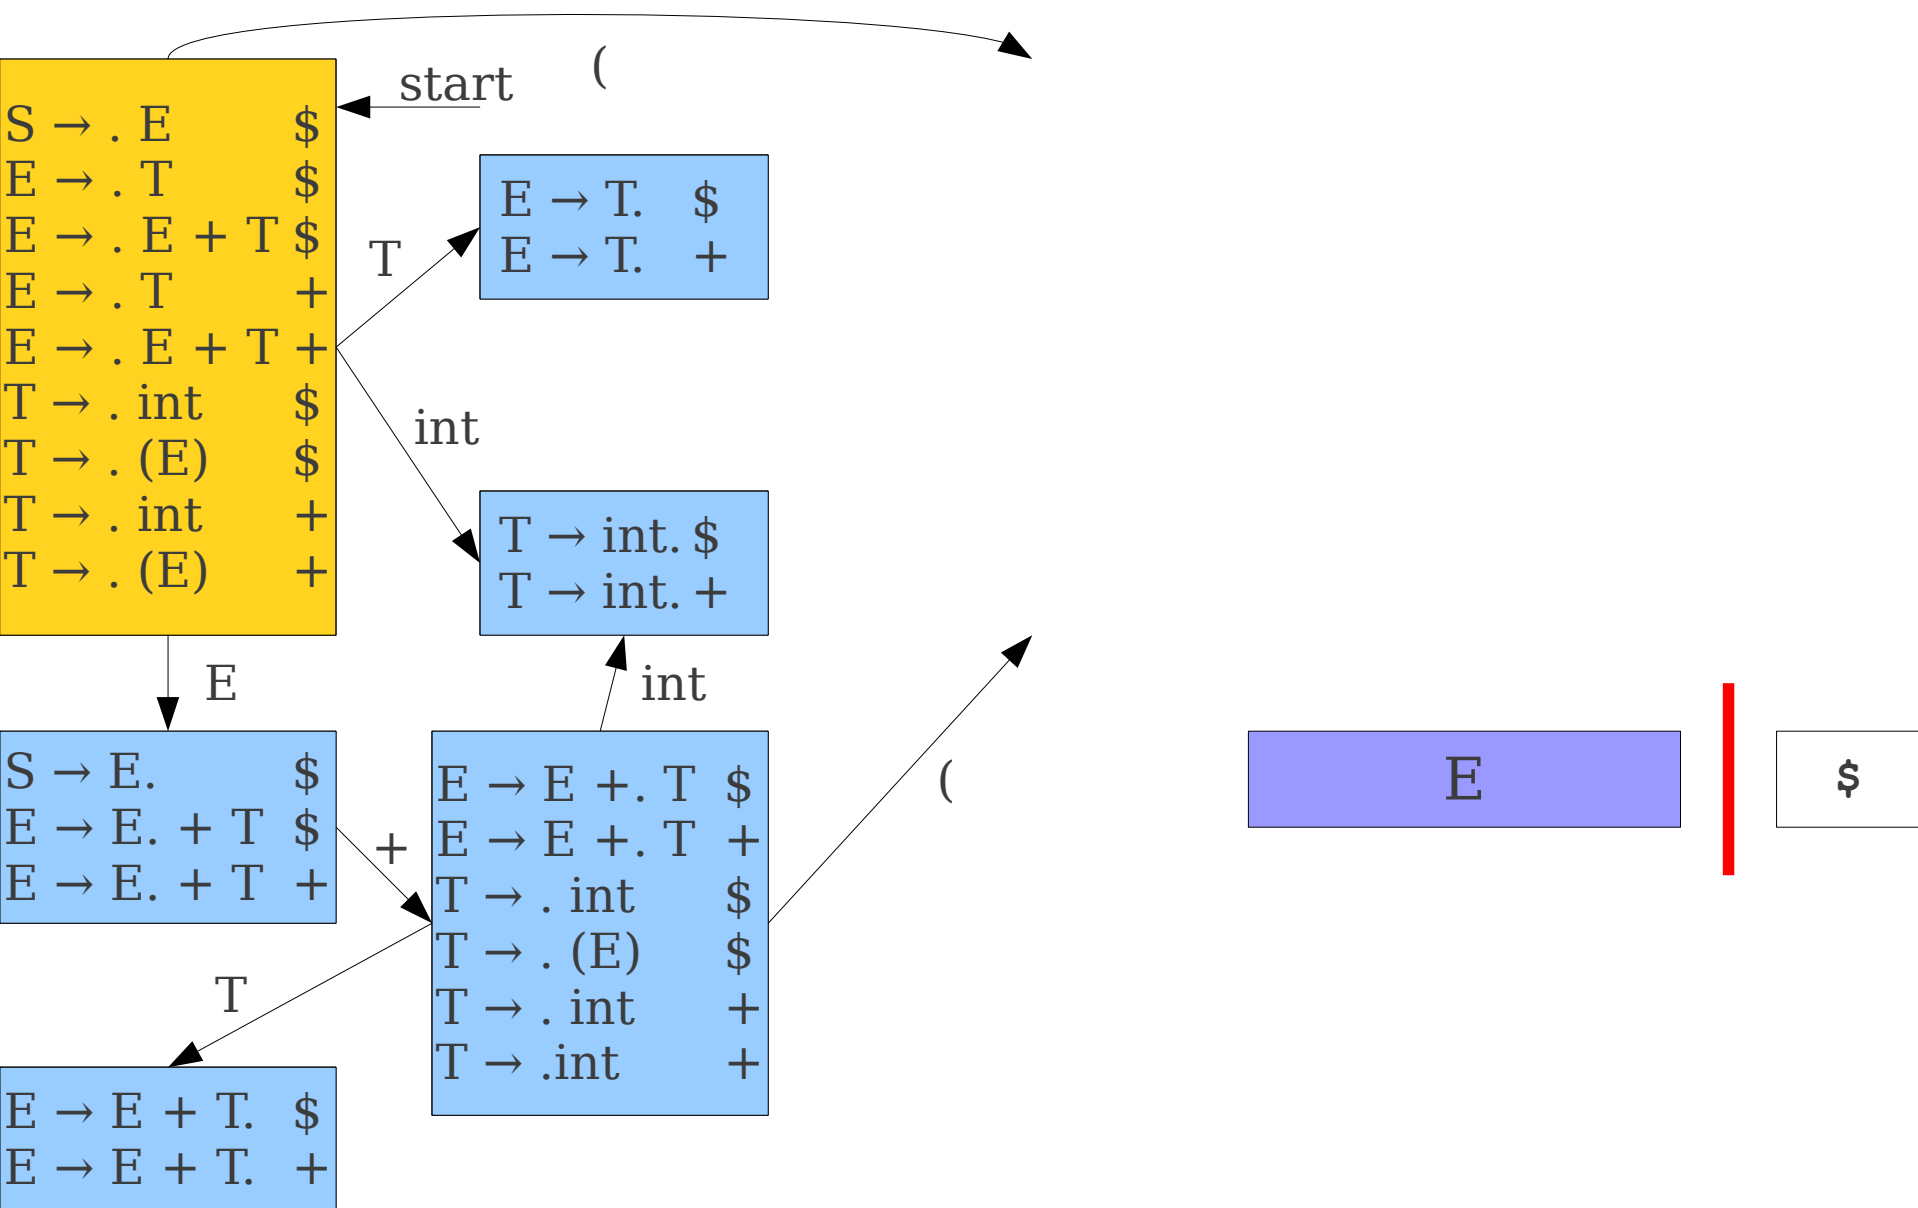 (
start
S → . E $
E → . T $
E → . E + T $
E → . T +
E → . E + T +
T → . int $
T → . (E) $
T → . int +
T → . (E) +
T
E → T. $
E → T. +
int
T → int. $
T → int. +
E
int
S → E. $
E → E. + T $
E → E. + T +
+
E → E +. T $
E → E +. T +
T → . int $
T → . (E) $
T → . int +
T → .int +
(
E
$
T
E → E + T. $
E → E + T. +